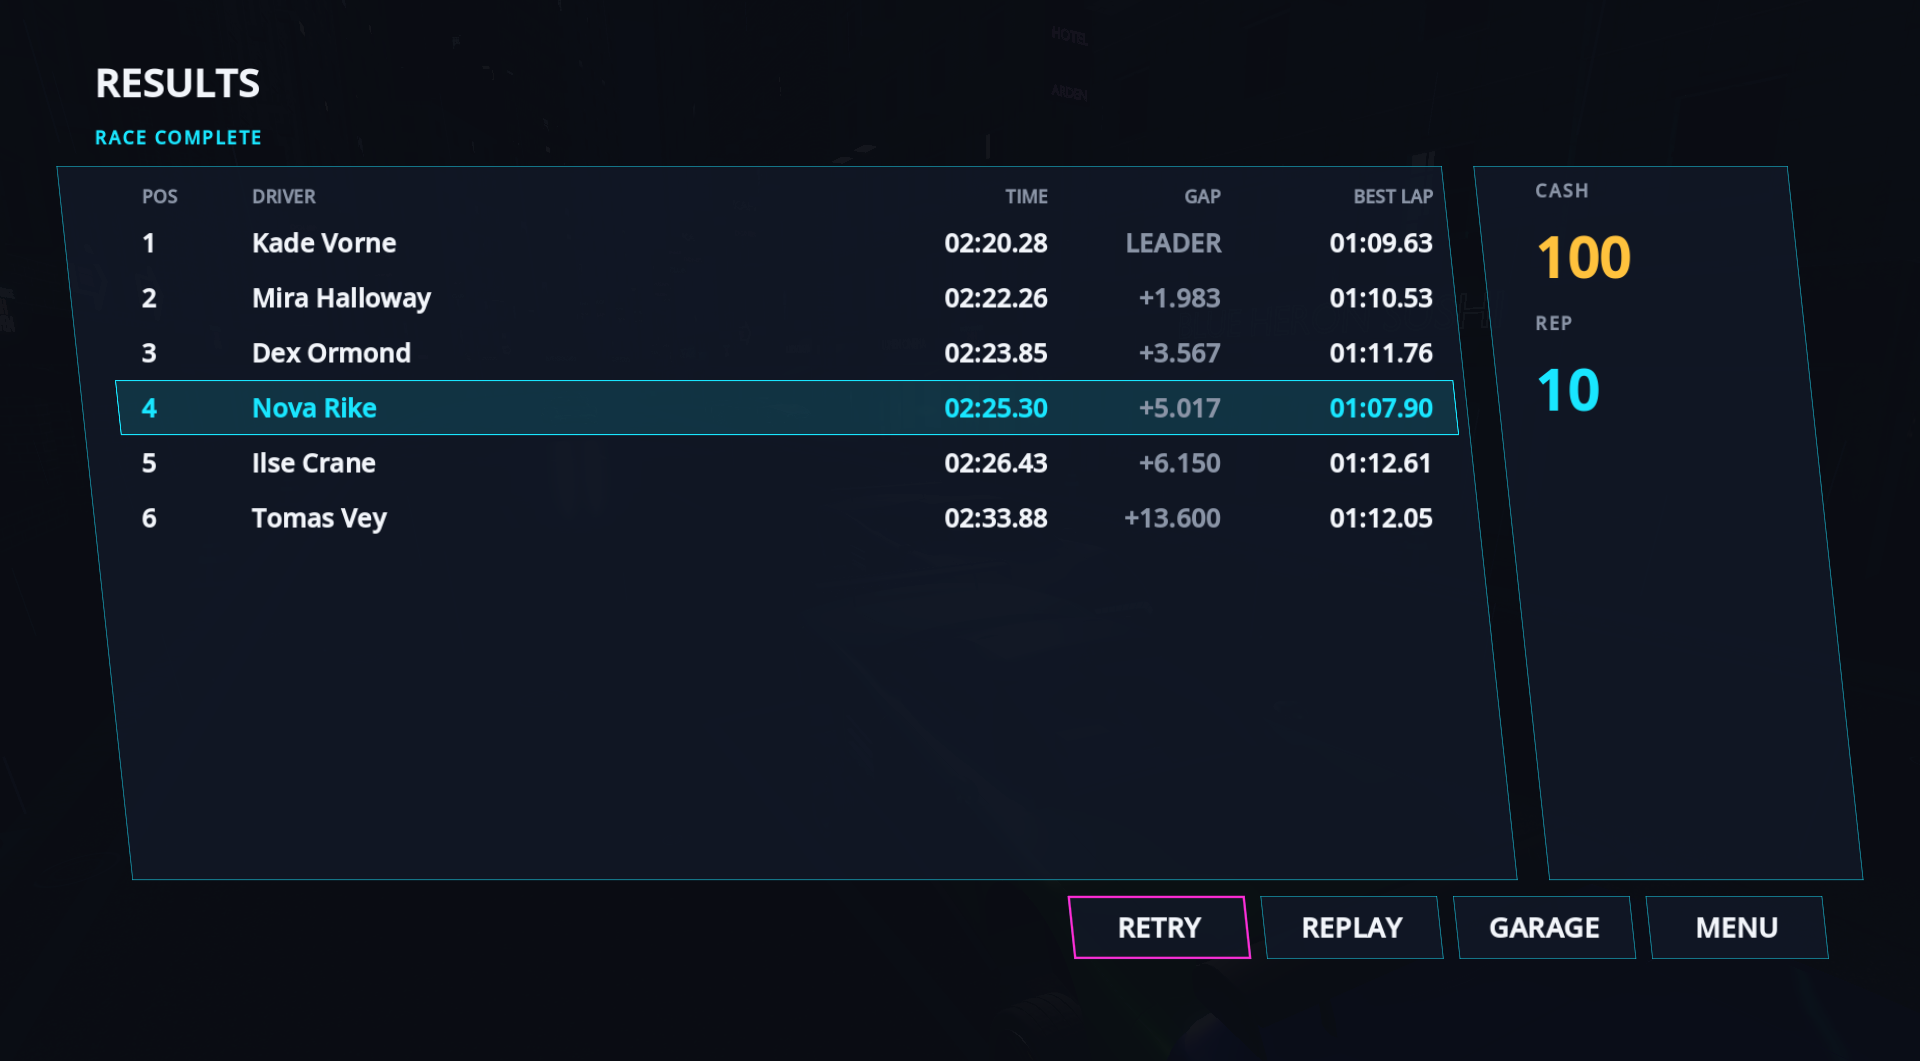 HOTEL
ARDEN
RESULTS
RACE COMPLETE
POS DRIVER TIME GAP BEST LAP
1 Kade Vorne 02:20.28 LEADER 01:09.63
2 Mira Halloway 02:22.26 +1.983 01:10.53
3 Dex Ormond 02:23.85 +3.567 01:11.76
4 Nova Rike 02:25.30 +5.017 01:07.90
5 Ilse Crane 02:26.43 +6.150 01:12.61
6 Tomas Vey 02:33.88 +13.600 01:12.05
CASH
100
REP
10
RETRY REPLAY GARAGE MENU